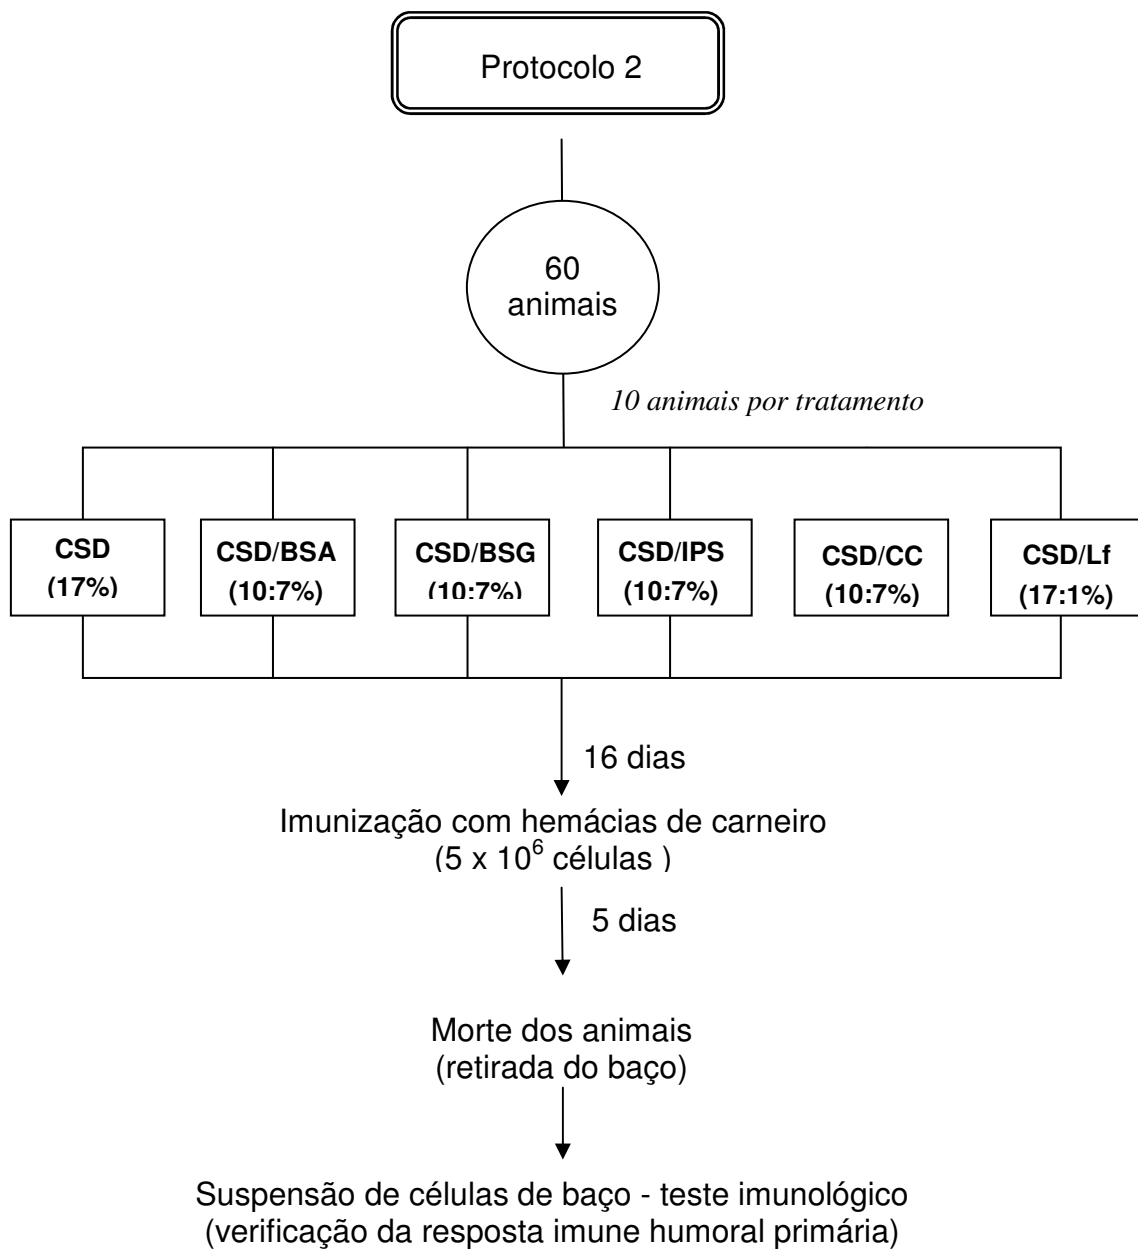 Protocolo 2
60
animais
10 animais por tratamento
CSD
(17%)
CSD/BSA
(10:7%)
CSD/BSG
(10:7%)
CSD/IPS
(10:7%)
CSD/CC
(10:7%)
CSD/Lf
(17:1%)
16 dias
Imunização com hemácias de carneiro
(5 x 10⁶ células )
5 dias
Morte dos animais
(retirada do baço)
Suspensão de células de baço - teste imunológico
(verificação da resposta imune humoral primária)